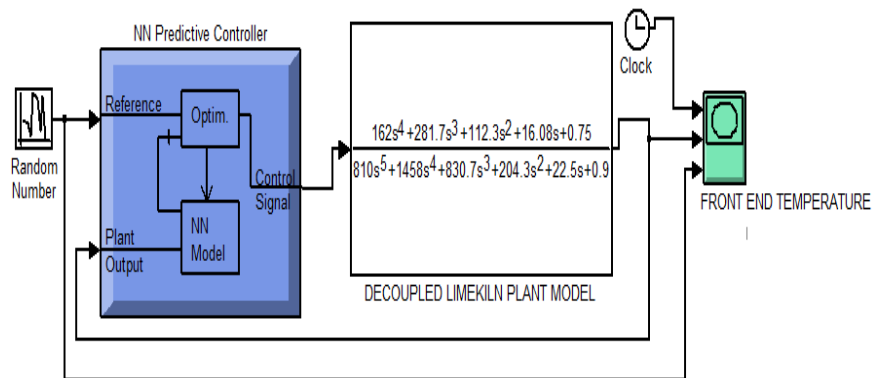 NN Predictive Controller
Reference
Optim.
Control
Signal
NN
Model
Plant
Output
Random
Number
162s⁴+281.7s³+112.3s²+16.08s+0.75
810s⁵+1458s⁴+830.7s³+204.3s²+22.5s+0.9
DECOUPLED LIMEKILN PLANT MODEL
Clock
FRONT END TEMPERATURE